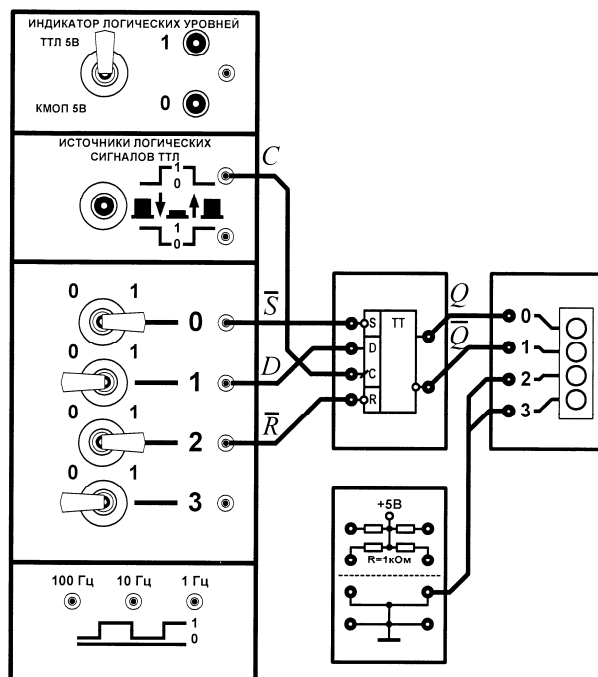 ИНДИКАТОР ЛОГИЧЕСКИХ УРОВНЕЙ
ТТЛ 5В
1
КМОП 5В
0
ИСТОЧНИКИ ЛОГИЧЕСКИХ
СИГНАЛОВ ТТЛ
C
1
0
1
0
0 1
0
S̅
0 1
1
D
0 1
2
R̅
0 1
3
100 Гц 10 Гц 1 Гц
1
0
S TT
D
C
R
Q
Q̅
0
1
2
3
+5В
R=1кОм